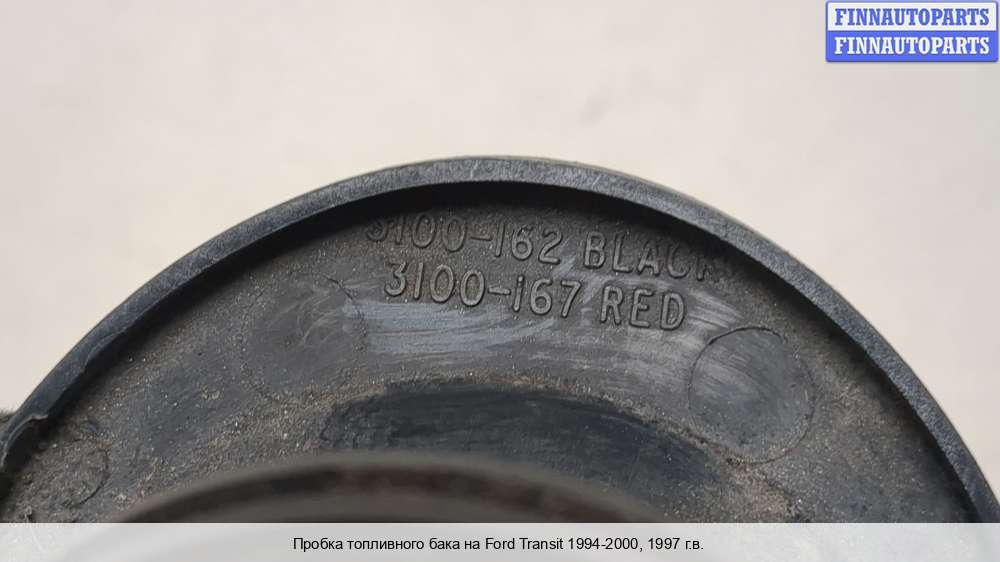 FINNAUTOPARTS
FINNAUTOPARTS
3100-162 BLACK
3100-167 RED
Пробка топливного бака на Ford Transit 1994-2000, 1997 г.в.